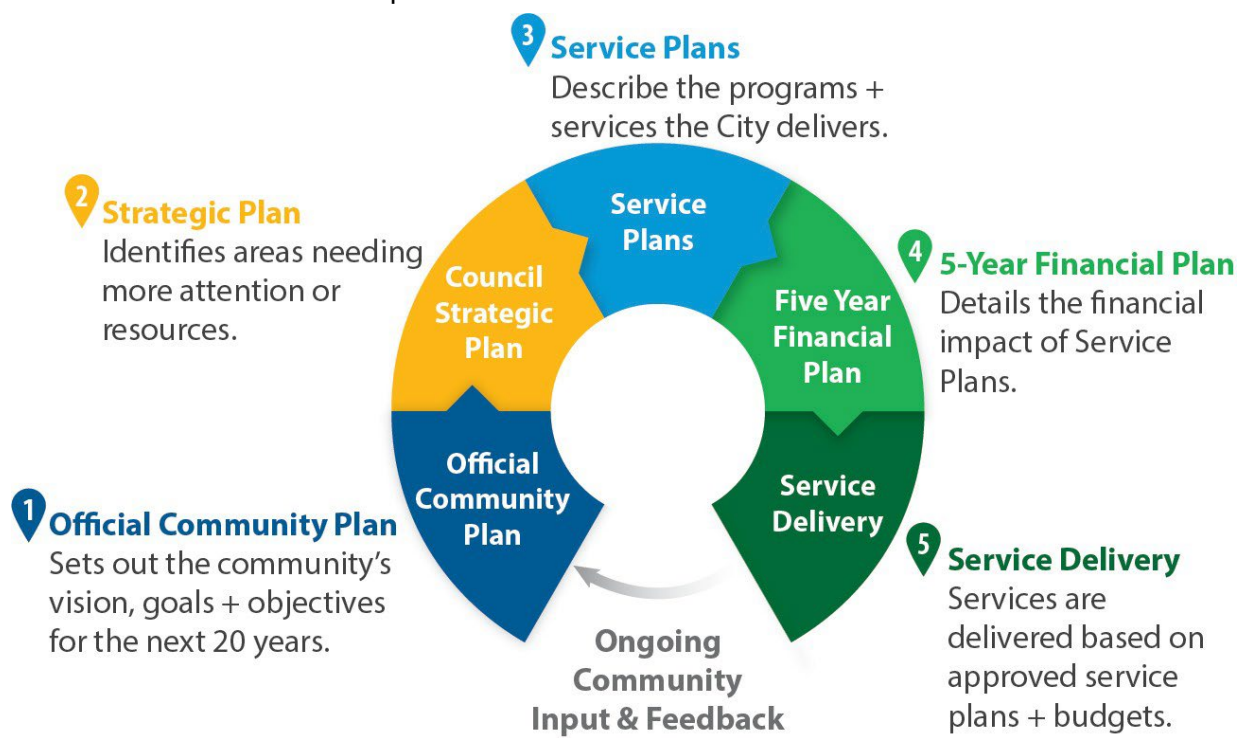 3
Service Plans
Describe the programs +
services the City delivers.
2
Strategic Plan
Identifies areas needing
more attention or
resources.
Service
Plans
Council
Strategic
Plan
4
5-Year Financial Plan
Details the financial
impact of Service
Plans.
Five Year
Financial
Plan
Official
Community
Plan
Service
Delivery
1
Official Community Plan
Sets out the community's
vision, goals + objectives
for the next 20 years.
5
Service Delivery
Services are
delivered based on
approved service
plans + budgets.
Ongoing
Community
Input & Feedback